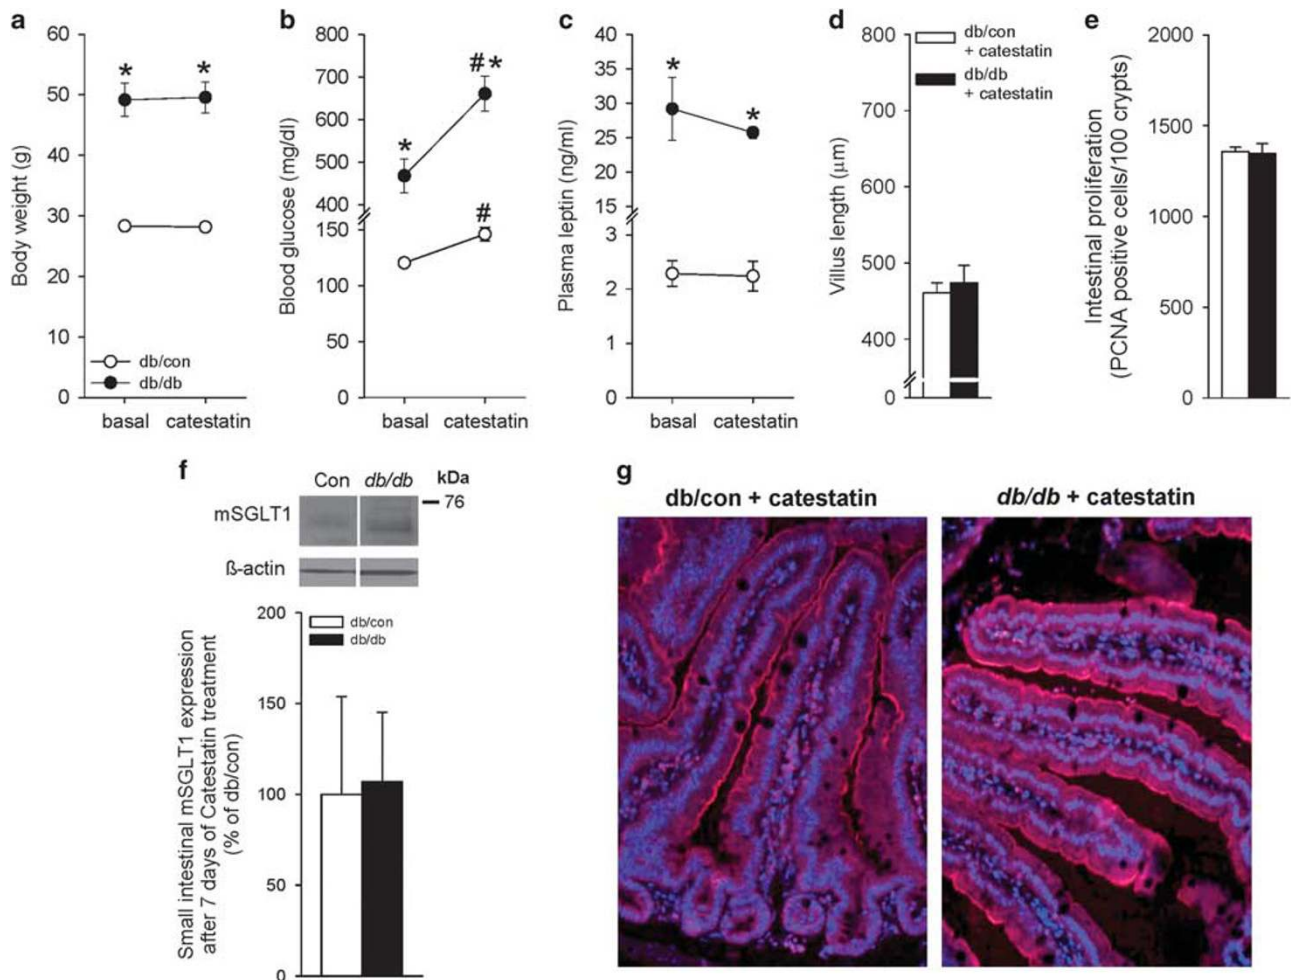 a
Body weight (g)
60
50
40
30
20
10
0
*
*
db/con
db/db
basal
catestatin
b
Blood glucose (mg/dl)
800
700
600
500
400
150
100
50
0
*
# *
#
basal
catestatin
c
Plasma leptin (ng/ml)
40
35
30
25
20
15
3
2
1
0
*
*
basal
catestatin
d
Villus length (µm)
800
700
600
500
400
0
db/con
+ catestatin
db/db
+ catestatin
e
Intestinal proliferation
(PCNA positive cells/100 crypts)
2000
1500
1000
500
0
f
Con
db/db
kDa
76
mSGLT1
ß-actin
Small intestinal mSGLT1 expression
after 7 days of Catestatin treatment
(% of db/con)
200
150
100
50
0
db/con
db/db
g
db/con + catestatin
db/db + catestatin